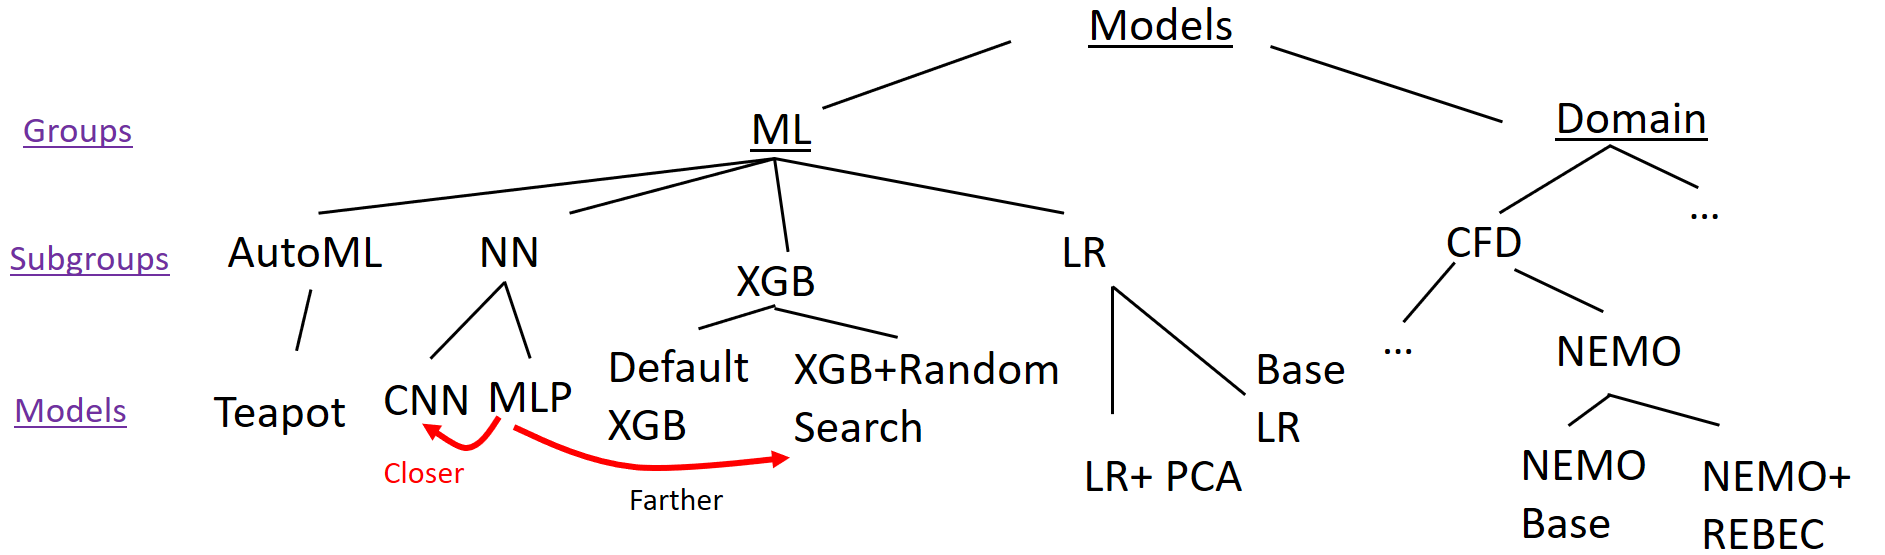 Models
Groups
ML
Domain
Subgroups
AutoML
NN
XGB
LR
CFD
...
Models
Teapot
CNN
MLP
Default
XGB
XGB+Random
Search
LR+ PCA
Base
LR
...
NEMO
NEMO
Base
NEMO+
REBEC
Closer
Farther